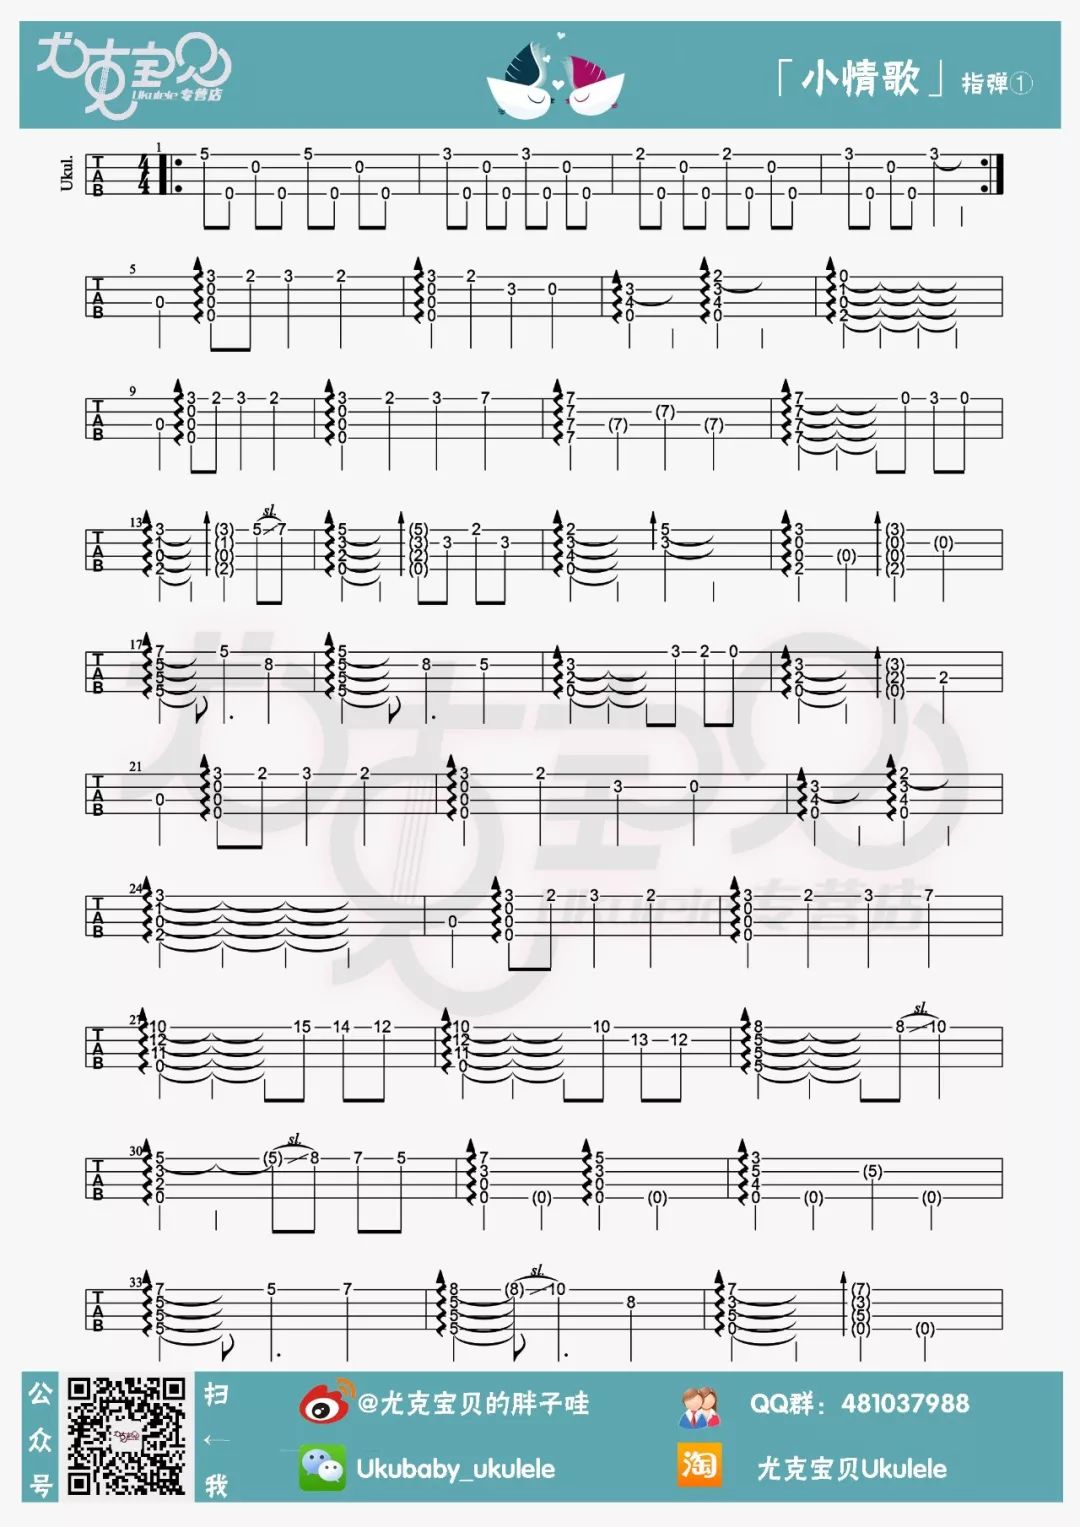 尤克宝贝
Ukulele 专营店
「小情歌」指弹①
Ukul.
1
T A B 4 4 5 0 0 0 5 0 0 0 3 0 0 0 3 0 0 0 2 0 0 0 2 0 0 0 3 0 0 0 3
5
T A B 0 3 0 0 0 2 3 2 3 0 0 0 2 3 0 3 4 0 2 3 4 0 0 1 0 2
9
T A B 0 3 0 0 0 2 3 2 3 0 0 0 2 3 7 7 7 7 7 (7) (7) (7) 7 7 7 7 0 3 0
13 sl.
T A B 3 1 0 2 (3) (1) (0) (2) 5 7 5 3 2 0 (5) (3) (2) (0) 3 2 3 2 3 4 0 5 3 3 0 0 2 (0) (3) (0) (0) (2) (0)
17
T A B 7 5 5 5 5 8 5 5 5 5 8 5 3 2 0 3 2 0 3 2 0 (3) (2) (0) 2
21
T A B 0 3 0 0 0 2 3 2 3 0 0 0 2 3 0 3 4 0 2 3 4 0
24
T A B 3 1 0 2 0 3 0 0 0 2 3 2 3 0 0 0 2 3 7
27 sl.
T A B 10 12 11 0 15 14 12 10 12 11 0 10 13 12 8 5 5 5 8 10
30 sl.
T A B 5 3 2 0 (5) 8 7 5 7 3 0 0 (0) 5 3 0 0 (0) 3 5 4 0 (0) (5) (0)
33 sl.
T A B 7 5 5 5 5 7 8 5 5 5 (8) 10 8 7 3 5 0 (7) (3) (5) (0) (0)
公众号
扫←我
@尤克宝贝的胖子哇
QQ群：481037988
Ukubaby_ukulele
淘 尤克宝贝Ukulele